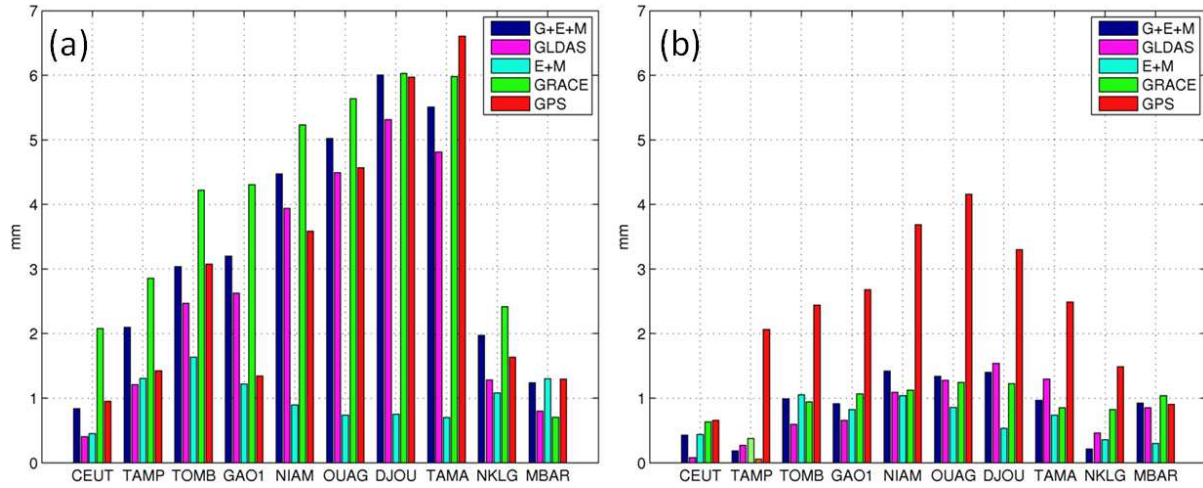 (a)
G+E+M
GLDAS
E+M
GRACE
GPS
7
6
5
4
3
2
1
0
mm
CEUT TAMP TOMB GAO1 NIAM OUAG DJOU TAMA NKLG MBAR
(b)
G+E+M
GLDAS
E+M
GRACE
GPS
7
6
5
4
3
2
1
0
mm
CEUT TAMP TOMB GAO1 NIAM OUAG DJOU TAMA NKLG MBAR